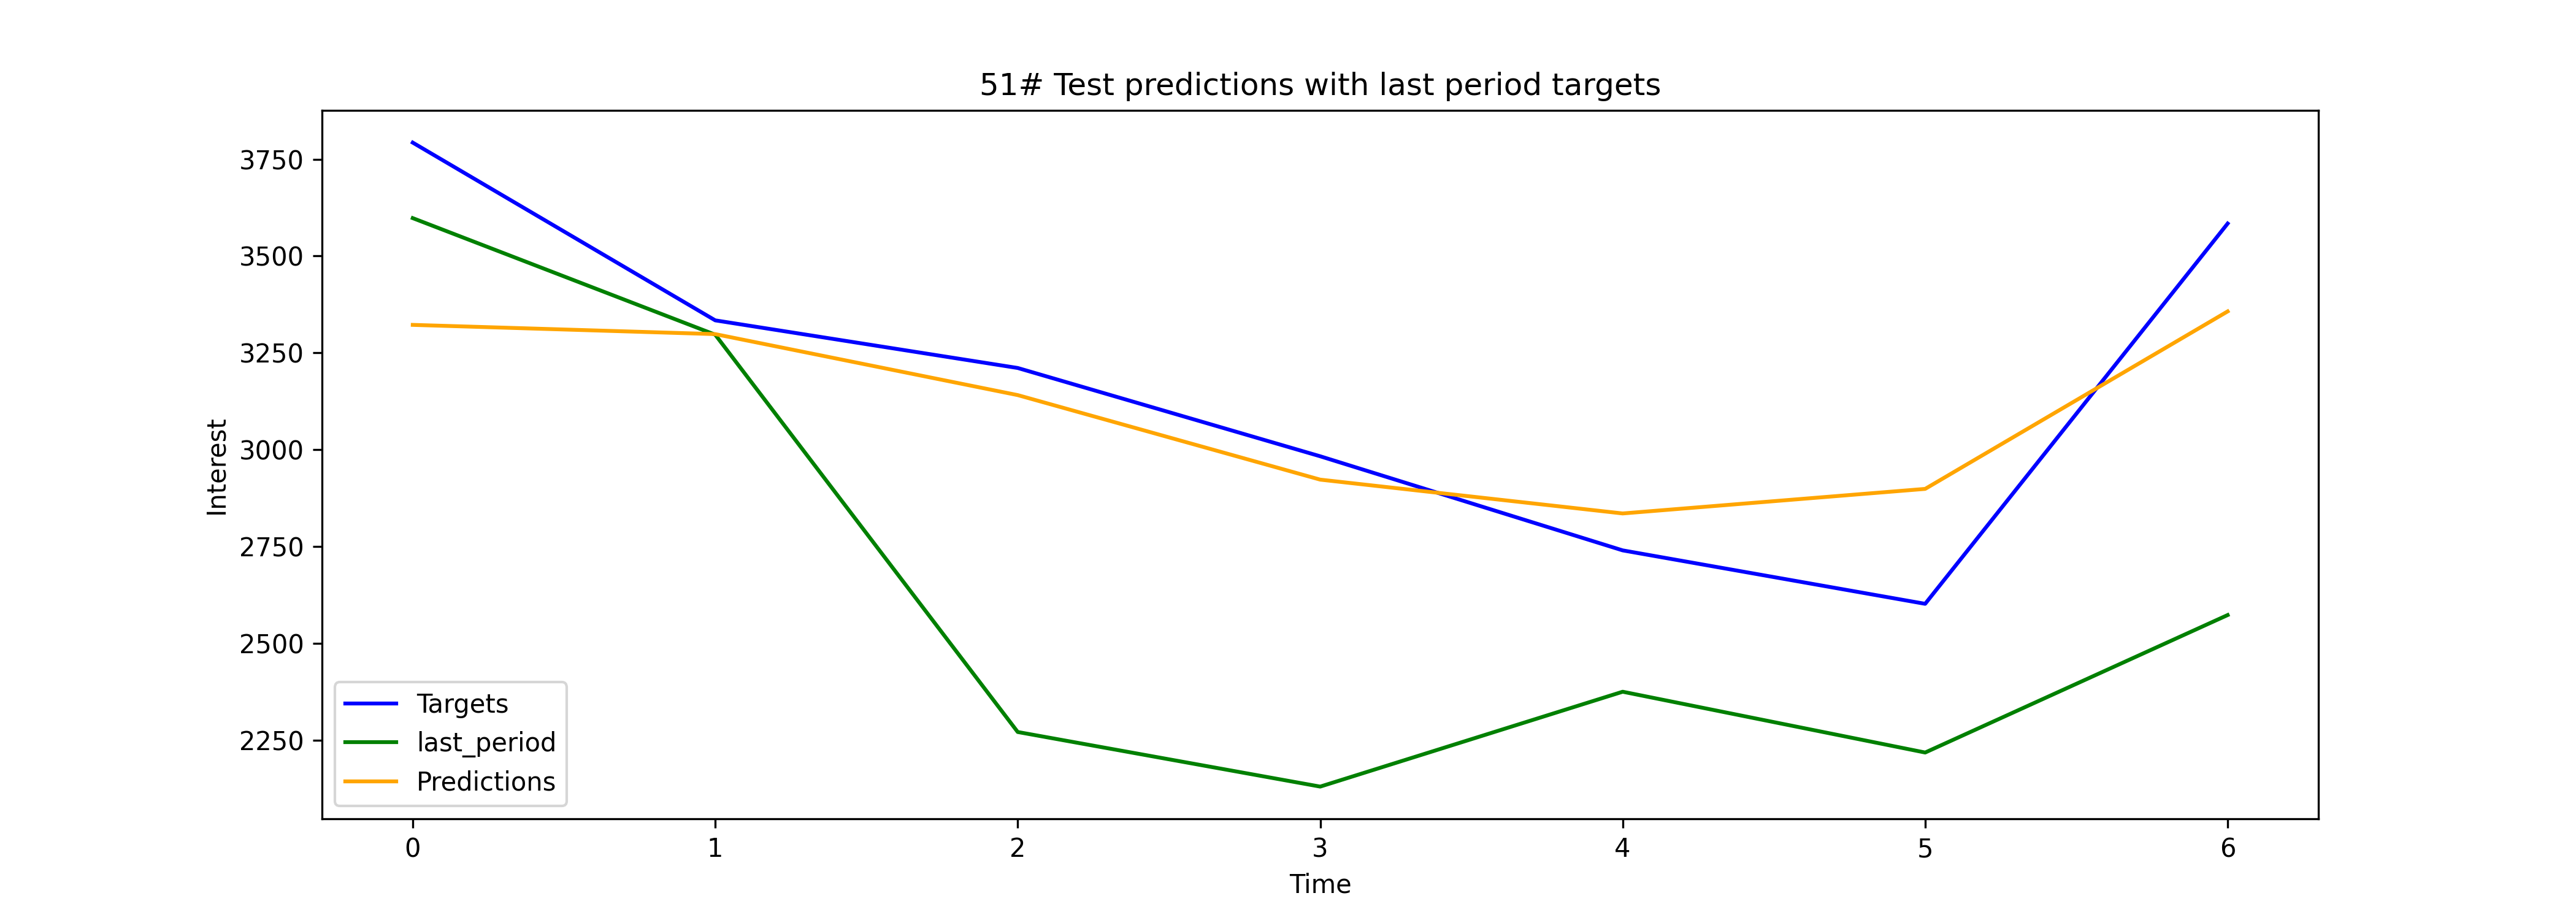 51# Test predictions with last period targets
3750
3500
3250
3000
2750
2500
2250
Interest
Targets
last_period
Predictions
0 1 2 3 4 5 6
Time